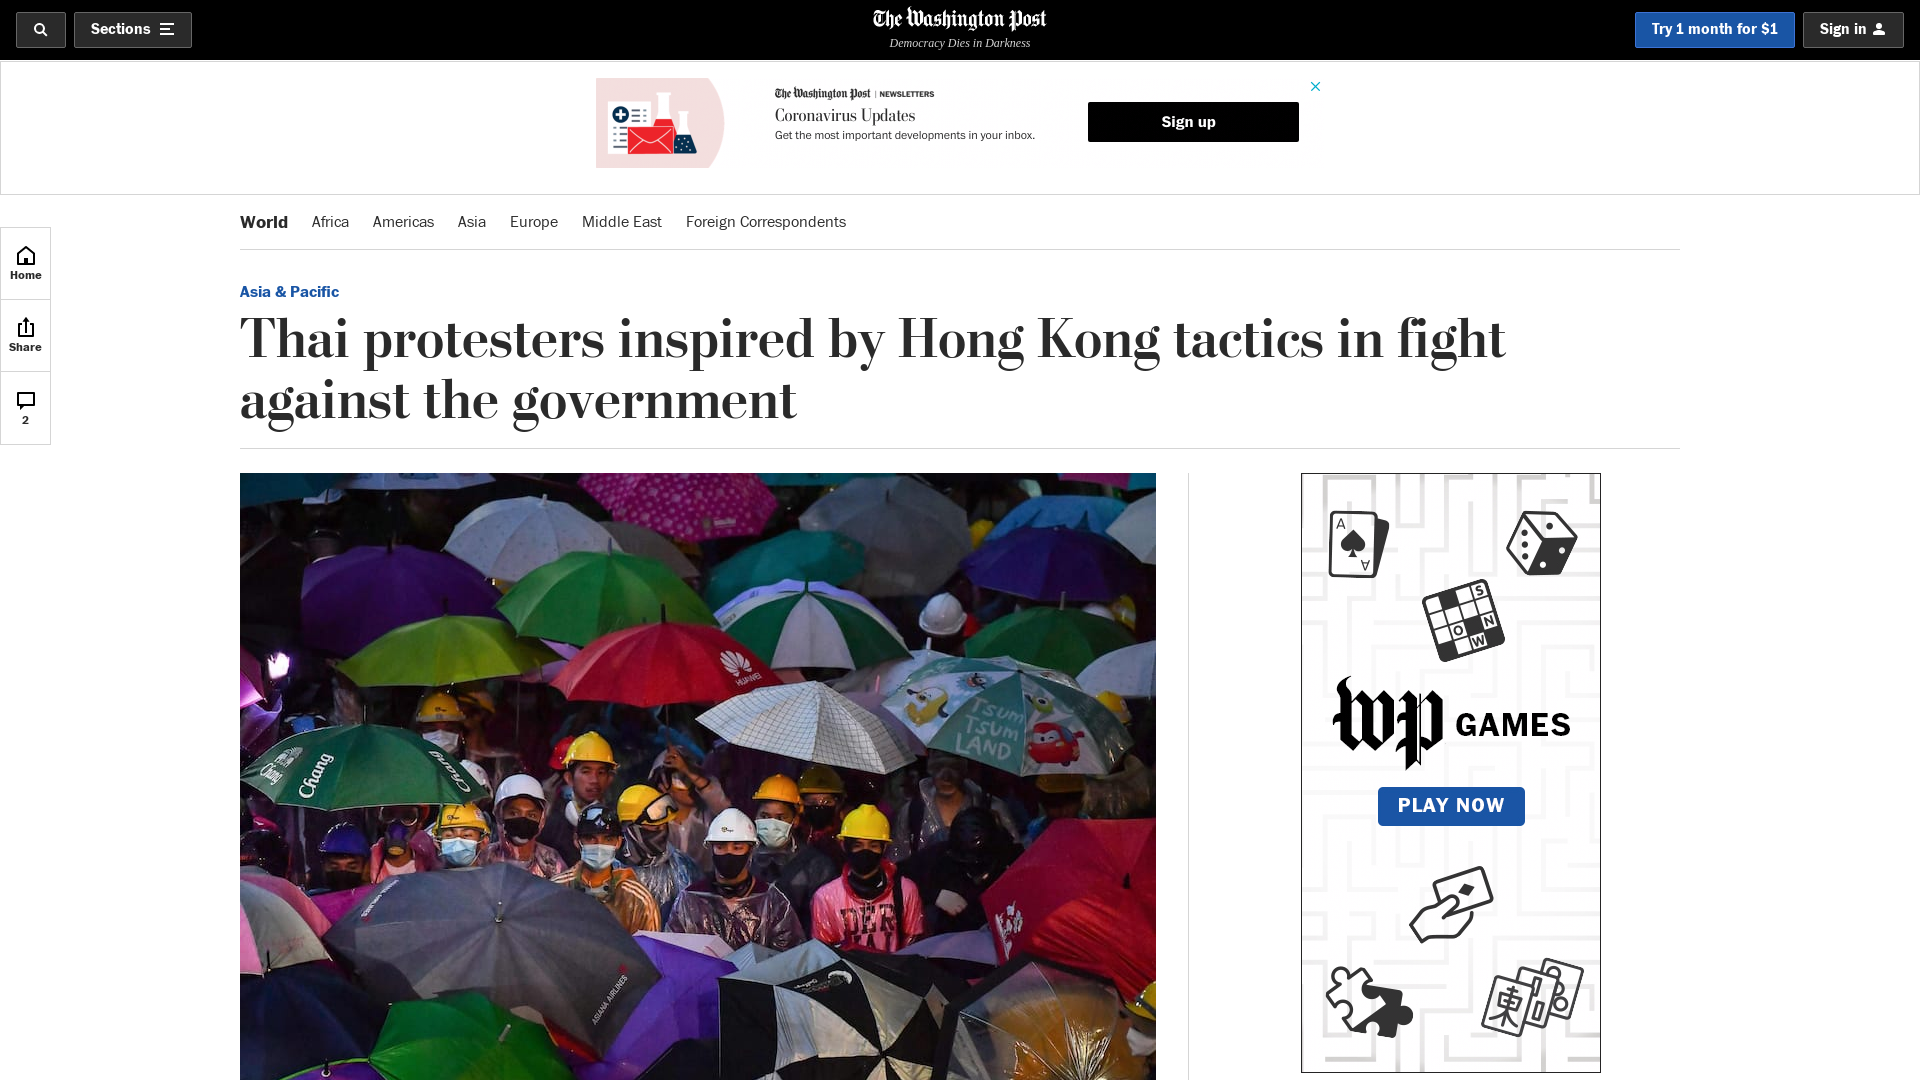 Sections
The Washington Post
Democracy Dies in Darkness
Try 1 month for $1
Sign in
The Washington Post | NEWSLETTERS
Coronavirus Updates
Get the most important developments in your inbox.
Sign up
World
Africa
Americas
Asia
Europe
Middle East
Foreign Correspondents
Home
Share
2
Asia & Pacific
Thai protesters inspired by Hong Kong tactics in fight
against the government
HUAWEI
TSUM
TSUM
LAND
Chang
Chang
Chang
ASIANA AIRLINES
A
A
S
O
N
W
wp GAMES
PLAY NOW
東